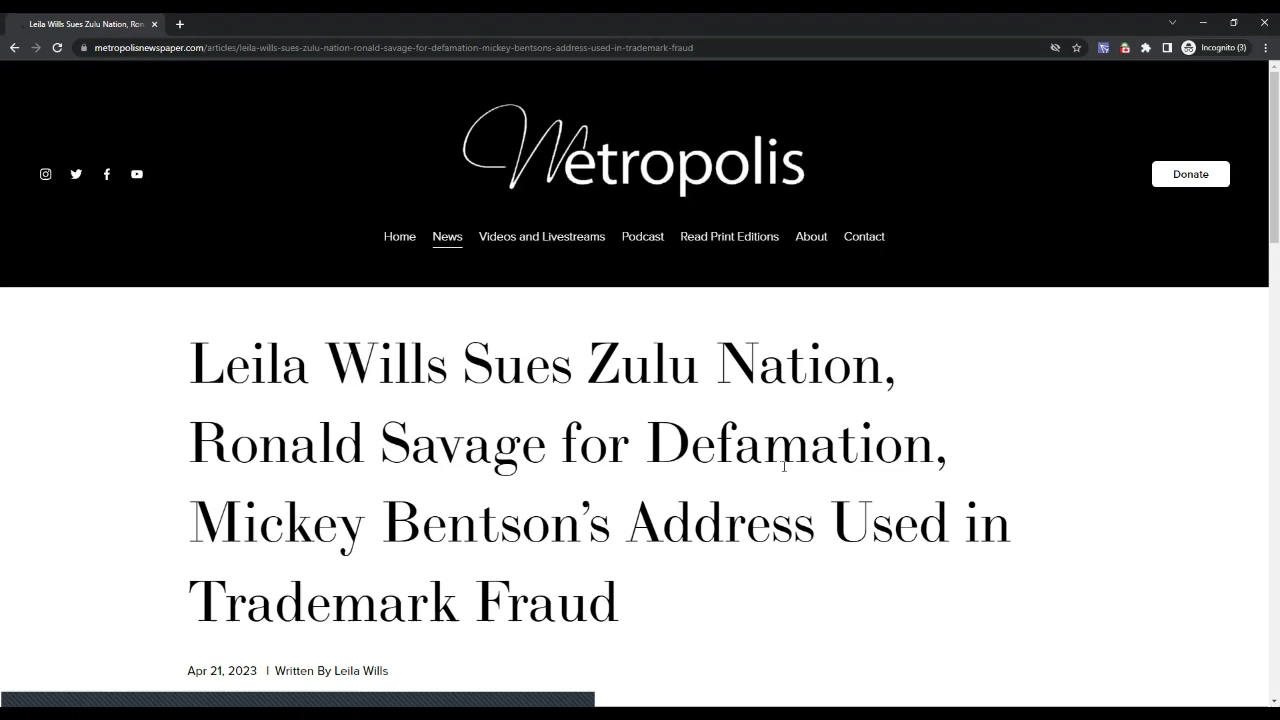 Leila Wills Sues Zulu Nation, Ron
metropolisnewspaper.com/articles/leila-wills-sues-zulu-nation-ronald-savage-for-defamation-mickey-bentsons-address-used-in-trademark-fraud
Incognito (3)
Metropolis
Donate
Home News Videos and Livestreams Podcast Read Print Editions About Contact
Leila Wills Sues Zulu Nation,
Ronald Savage for Defamation,
Mickey Bentson’s Address Used in
Trademark Fraud
Apr 21, 2023 | Written By Leila Wills